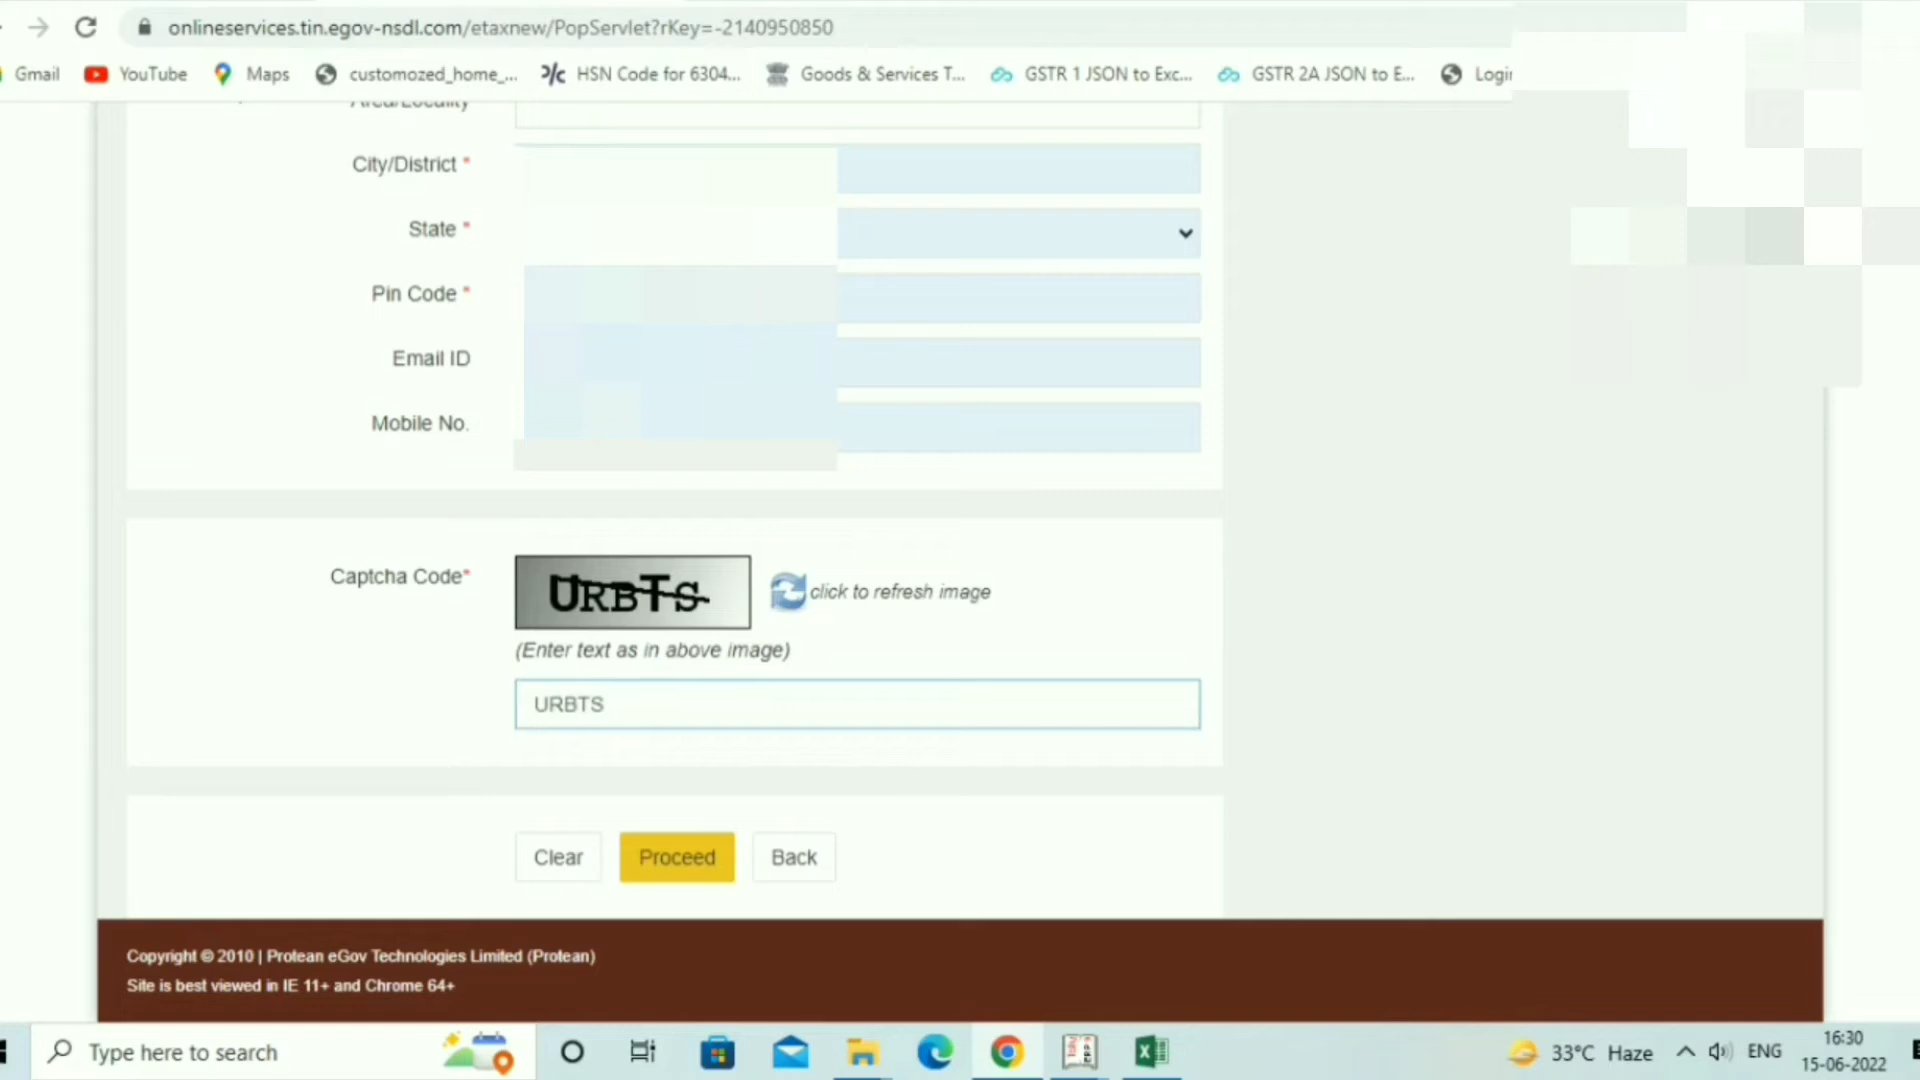 onlineservices.tin.egov-nsdl.com/etaxnew/PopServlet?rKey=-2140950850
Gmail YouTube Maps customozed_home_... HSN Code for 6304... Goods & Services T... GSTR 1 JSON to Exc... GSTR 2A JSON to E... Login
Area/Locality
City/District *
State *
Pin Code *
Email ID
Mobile No.
Captcha Code*
URBTS
click to refresh image
(Enter text as in above image)
URBTS
Clear Proceed Back
Copyright © 2010 | Protean eGov Technologies Limited (Protean)
Site is best viewed in IE 11+ and Chrome 64+
Type here to search
33°C Haze
ENG
16:30
15-06-2022